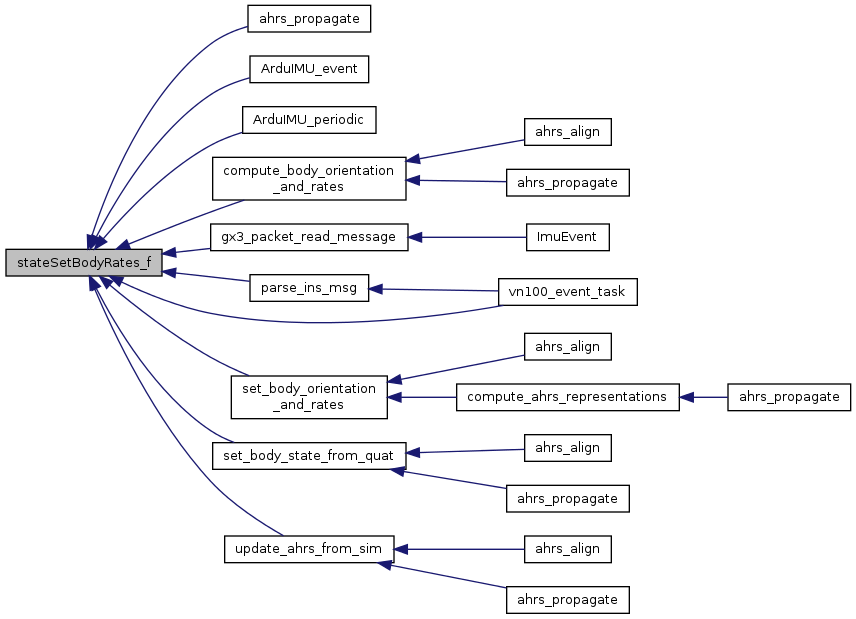 ahrs_propagate
ArduIMU_event
ArduIMU_periodic
ahrs_align
compute_body_orientation
_and_rates
ahrs_propagate
gx3_packet_read_message
ImuEvent
stateSetBodyRates_f
parse_ins_msg
vn100_event_task
ahrs_align
set_body_orientation
_and_rates
compute_ahrs_representations
ahrs_propagate
set_body_state_from_quat
ahrs_align
ahrs_propagate
update_ahrs_from_sim
ahrs_align
ahrs_propagate